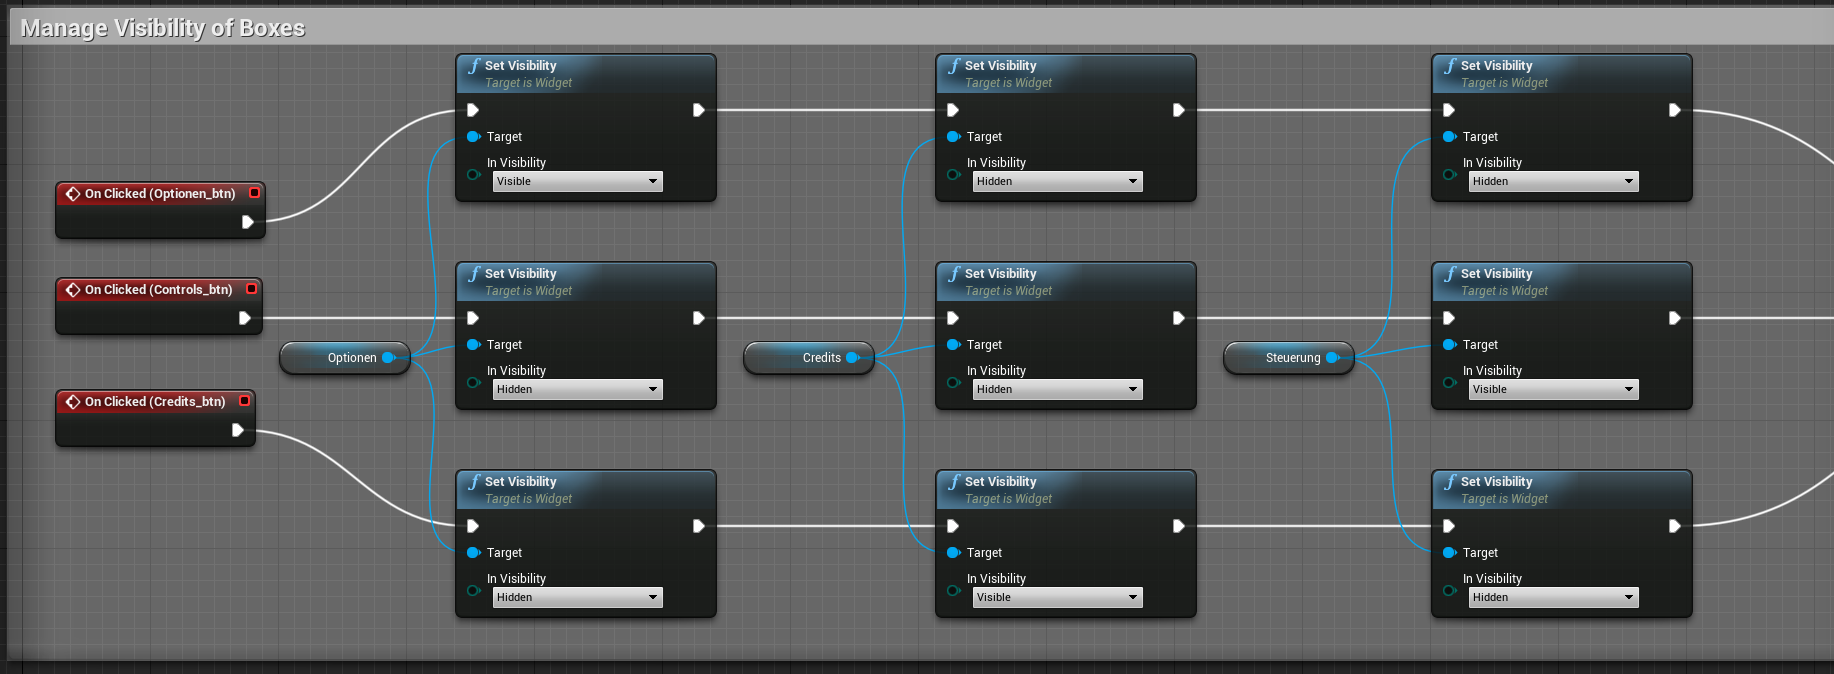 Manage Visibility of Boxes
Set Visibility
Target is Widget
Target
In Visibility
Visible
Set Visibility
Target is Widget
Target
In Visibility
Hidden
Set Visibility
Target is Widget
Target
In Visibility
Hidden
On Clicked (Optionen_btn)
On Clicked (Controls_btn)
Set Visibility
Target is Widget
Target
In Visibility
Hidden
Set Visibility
Target is Widget
Target
In Visibility
Hidden
Set Visibility
Target is Widget
Target
In Visibility
Visible
Optionen
Credits
Steuerung
On Clicked (Credits_btn)
Set Visibility
Target is Widget
Target
In Visibility
Hidden
Set Visibility
Target is Widget
Target
In Visibility
Visible
Set Visibility
Target is Widget
Target
In Visibility
Hidden